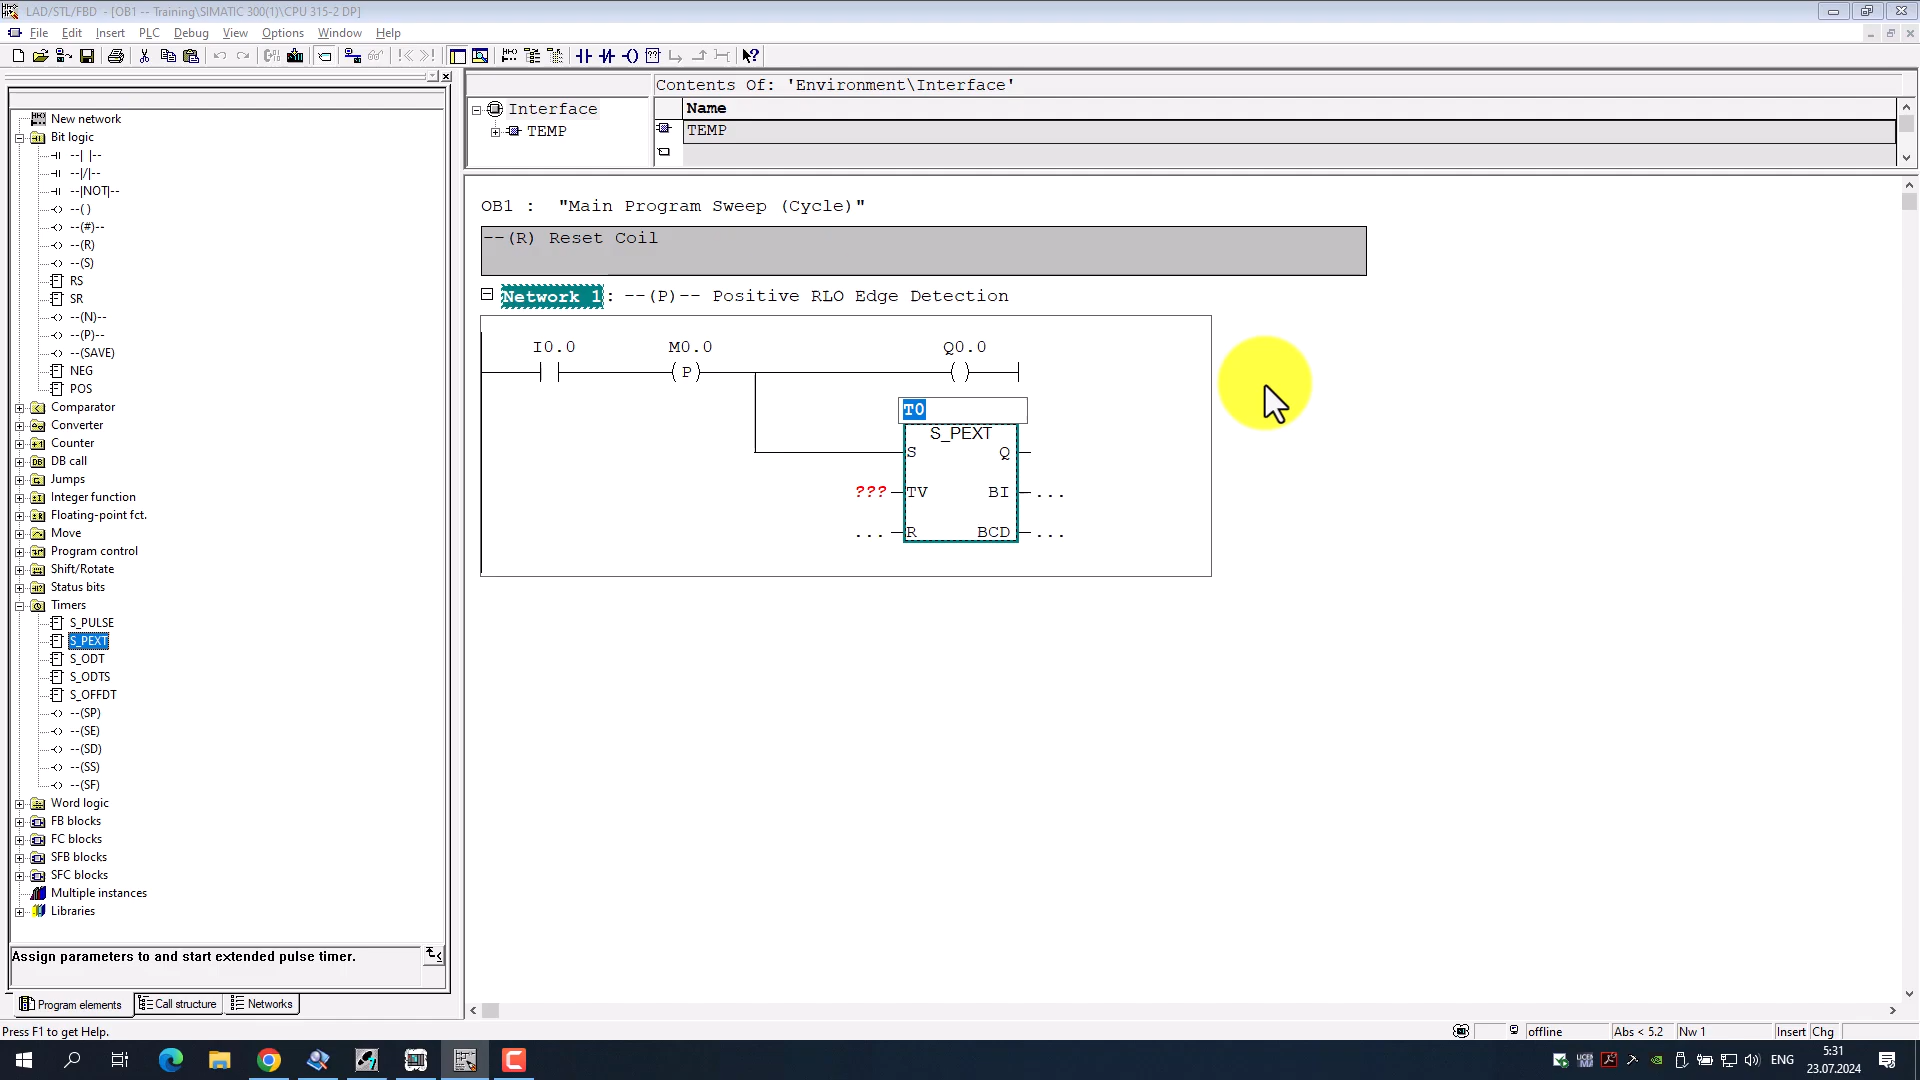 LAD/STL/FBD - [OB1 -- Training\SIMATIC 300(1)\CPU 315-2 DP]
File Edit Insert PLC Debug View Options Window Help
New network
Bit logic
--| |--
--|/|--
--|NOT|--
--( )
--(#)--
--(R)
--(S)
RS
SR
--(N)--
--(P)--
--(SAVE)
NEG
POS
Comparator
Converter
Counter
DB call
Jumps
Integer function
Floating-point fct.
Move
Program control
Shift/Rotate
Status bits
Timers
S_PULSE
S_PEXT
S_ODT
S_ODTS
S_OFFDT
--(SP)
--(SE)
--(SD)
--(SS)
--(SF)
Word logic
FB blocks
FC blocks
SFB blocks
SFC blocks
Multiple instances
Libraries
Assign parameters to and start extended pulse timer.
Program elements Call structure Networks
Interface
TEMP
Contents Of: 'Environment\Interface'
Name
TEMP
OB1 : "Main Program Sweep (Cycle)"
--(R) Reset Coil
Network 1: --(P)-- Positive RLO Edge Detection
I0.0 M0.0 Q0.0
(P) ( )
T0
S_PEXT
S Q
??? TV BI ...
... R BCD ...
Press F1 to get Help.
offline Abs < 5.2 Nw 1 Insert Chg
ENG
5:31
23.07.2024